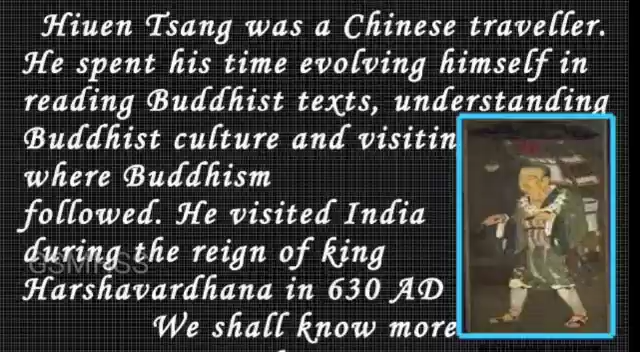 Hiuen Tsang was a Chinese traveller.
He spent his time evolving himself in
reading Buddhist texts, understanding
Buddhist culture and visitin
where Buddhism
followed. He visited India
during the reign of king
Harshavardhana in 630 AD
We shall know more